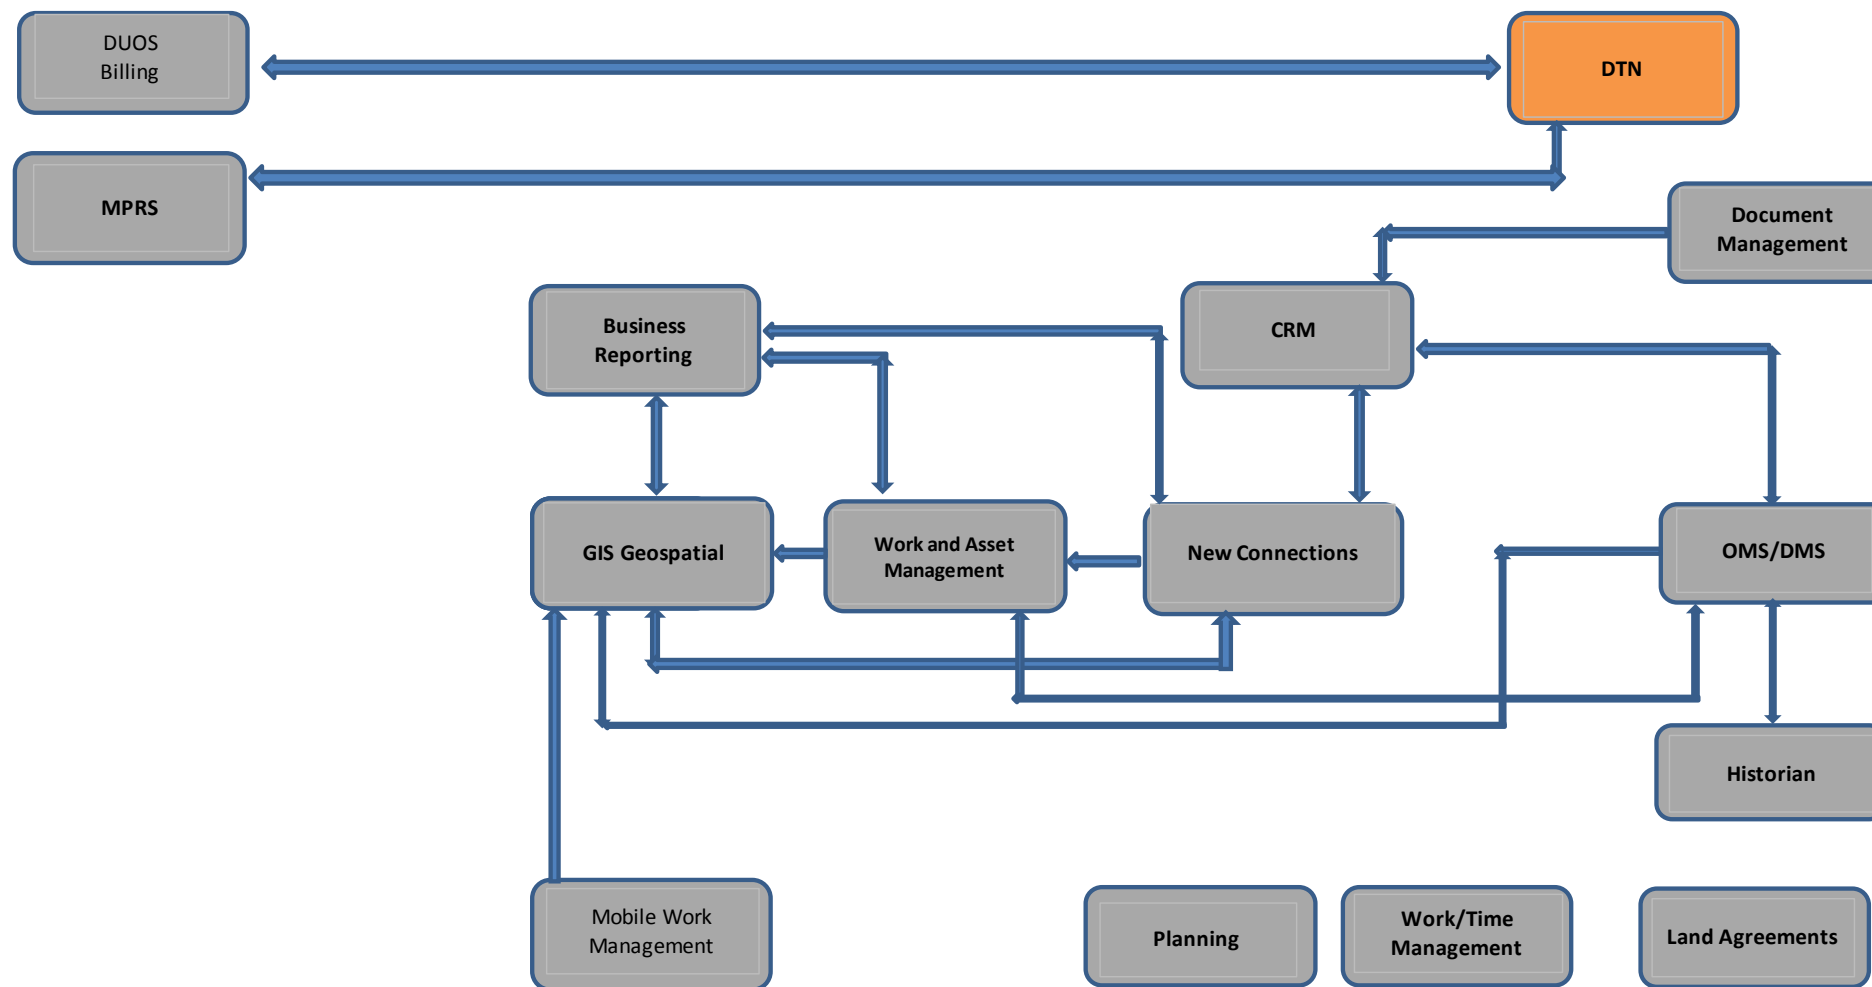 DUOS
Billing
DTN
MPRS
Document
Management
Business
Reporting
CRM
GIS Geospatial
Work and Asset
Management
New Connections
OMS/DMS
Historian
Mobile Work
Management
Planning
Work/Time
Management
Land Agreements